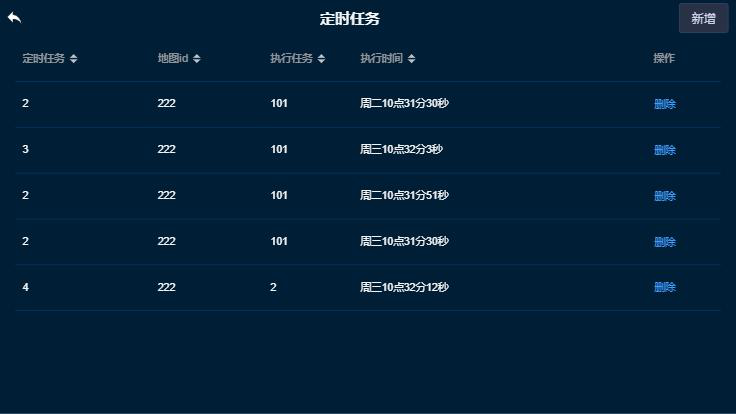 定时任务 新增
定时任务 地图id 执行任务 执行时间 操作
2 222 101 周二10点31分30秒 删除
3 222 101 周三10点32分3秒 删除
2 222 101 周二10点31分51秒 删除
2 222 101 周三10点31分30秒 删除
4 222 2 周三10点32分12秒 删除